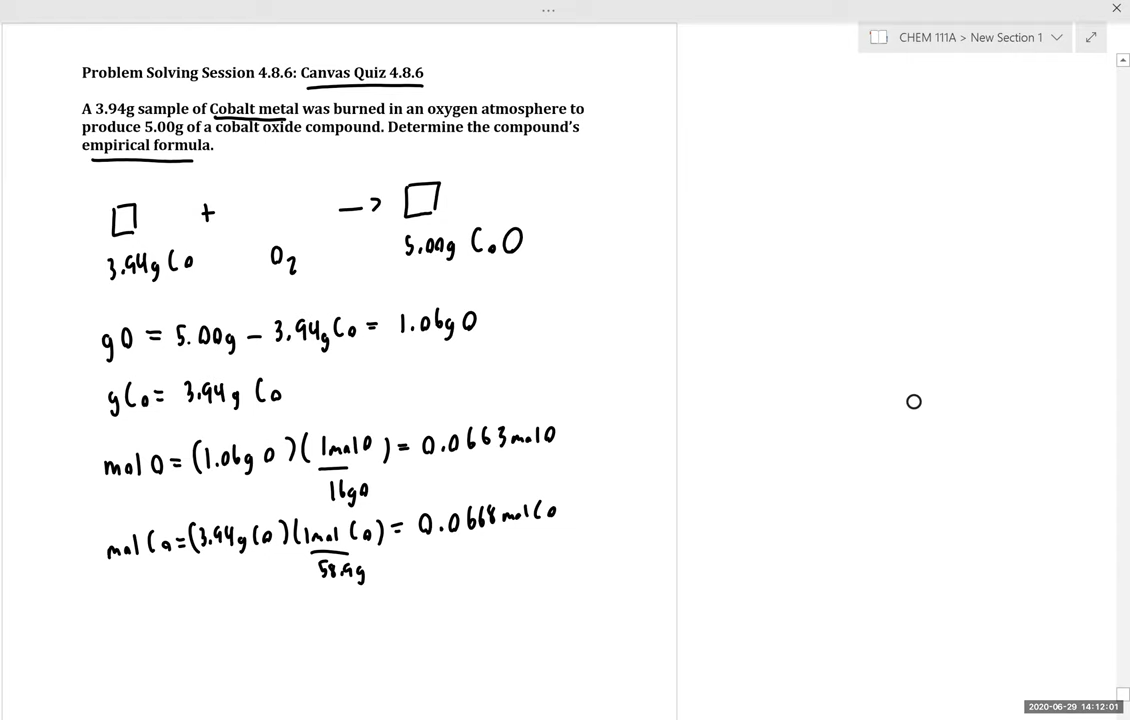 CHEM 111A > New Section 1
Problem Solving Session 4.8.6: Canvas Quiz 4.8.6
A 3.94g sample of Cobalt metal was burned in an oxygen atmosphere to
produce 5.00g of a cobalt oxide compound. Determine the compound's
empirical formula.
□ + → □
3.94g Co O₂ 5.00g CoO
gO = 5.00g - 3.94g Co = 1.06g O
g Co = 3.94g Co
mol O = (1.06g O)(1mol O/16g O) = 0.0663 mol O
mol Co = (3.94g Co)(1mol Co/58.9g) = 0.0668 mol Co
2020-06-29 14:12:01